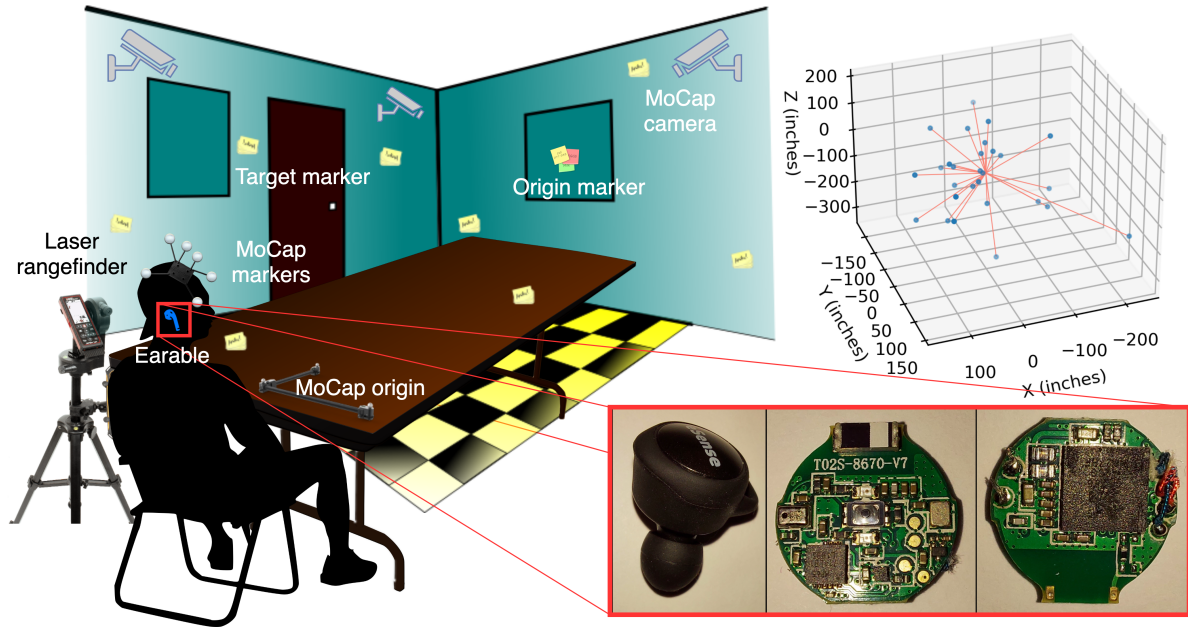 MoCap
camera
Target marker
Origin marker
Laser
rangefinder
MoCap
markers
Earable
MoCap origin
200
100
0
−100
−200
−300
Z (inches)
−150
−100
−50
0
50
100
150
Y (inches)
100
0
−100
−200
X (inches)
Sense
T02S-8670-V7